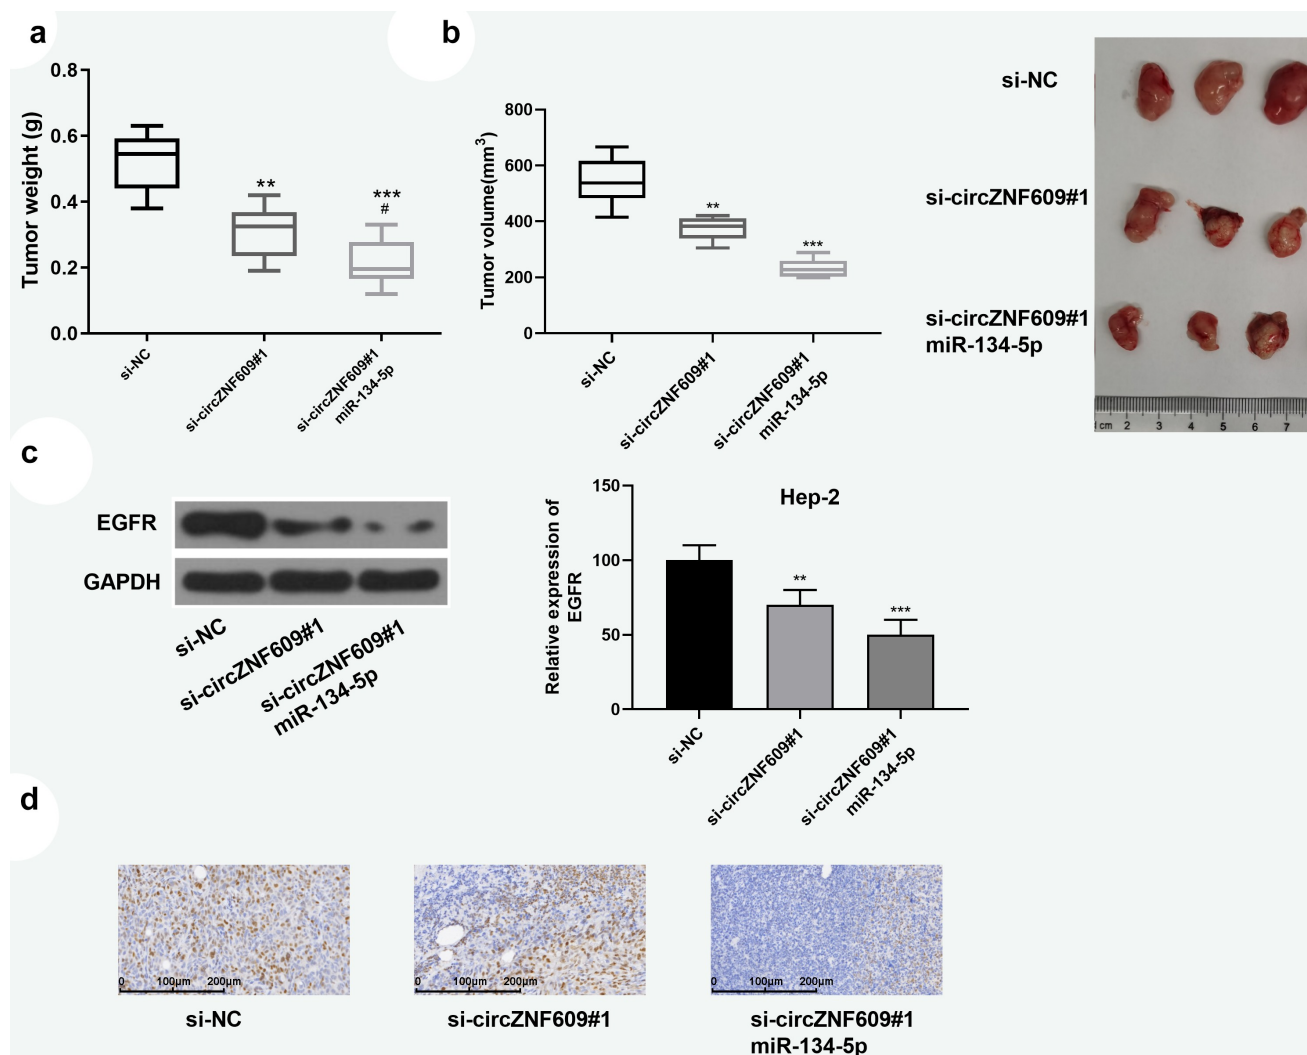 a
Tumor weight (g)
0.8
0.6
0.4
0.2
0.0
**
***
#
si-NC
si-circZNF609#1
si-circZNF609#1
miR-134-5p
b
Tumor volume(mm3)
800
600
400
200
0
**
***
si-NC
si-circZNF609#1
si-circZNF609#1
miR-134-5p
si-NC
si-circZNF609#1
si-circZNF609#1
miR-134-5p
cm 2 3 4 5 6 7
c
EGFR
GAPDH
si-NC
si-circZNF609#1
si-circZNF609#1
miR-134-5p
Hep-2
Relative expression of
EGFR
150
100
50
0
**
***
si-NC
si-circZNF609#1
si-circZNF609#1
miR-134-5p
d
0 100μm 200μm
0 100μm 200μm
0 100μm 200μm
si-NC
si-circZNF609#1
si-circZNF609#1
miR-134-5p